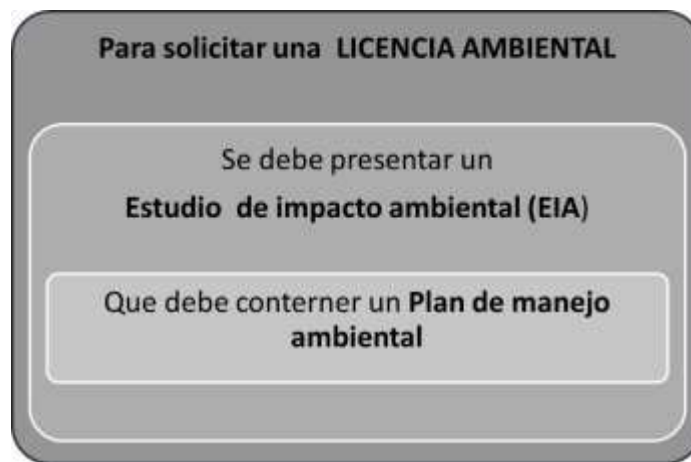 Para solicitar una LICENCIA AMBIENTAL
Se debe presentar un
Estudio de impacto ambiental (EIA)
Que debe conterner un Plan de manejo
ambiental